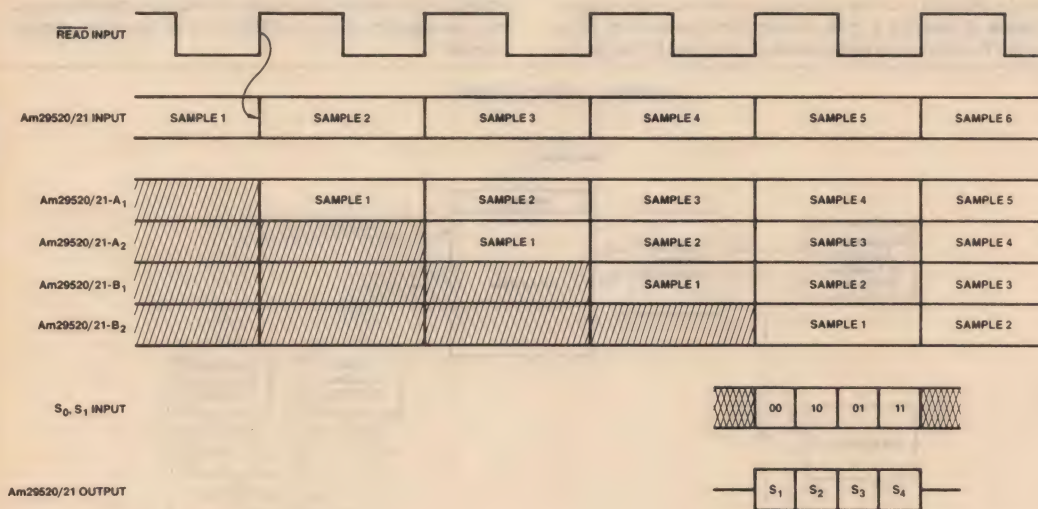 READ INPUT
Am29520/21 INPUT SAMPLE 1 SAMPLE 2 SAMPLE 3 SAMPLE 4 SAMPLE 5 SAMPLE 6
Am29520/21-A₁ SAMPLE 1 SAMPLE 2 SAMPLE 3 SAMPLE 4 SAMPLE 5
Am29520/21-A₂ SAMPLE 1 SAMPLE 2 SAMPLE 3 SAMPLE 4
Am29520/21-B₁ SAMPLE 1 SAMPLE 2 SAMPLE 3
Am29520/21-B₂ SAMPLE 1 SAMPLE 2
S₀, S₁ INPUT 00 10 01 11
Am29520/21 OUTPUT S₁ S₂ S₃ S₄